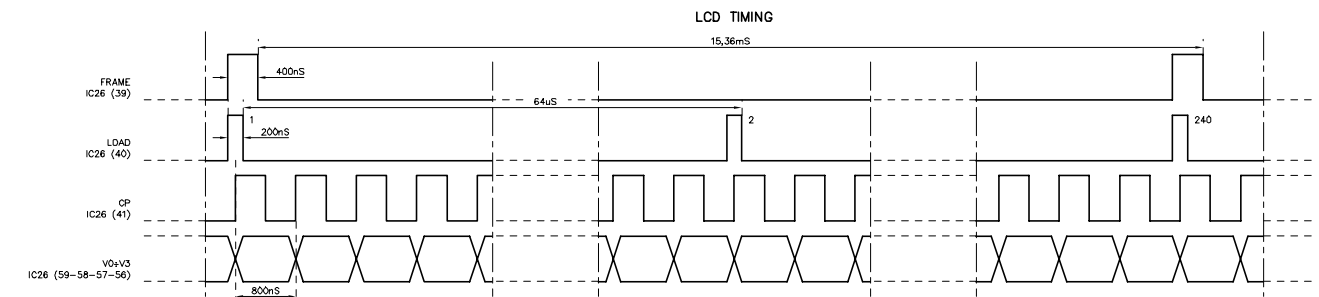 LCD TIMING
15,36mS
FRAME
IC26 (39)
400nS
64uS
LOAD
IC26 (40)
1
200nS
2
240
CP
IC26 (41)
V0÷V3
IC26 (59-58-57-56)
800nS